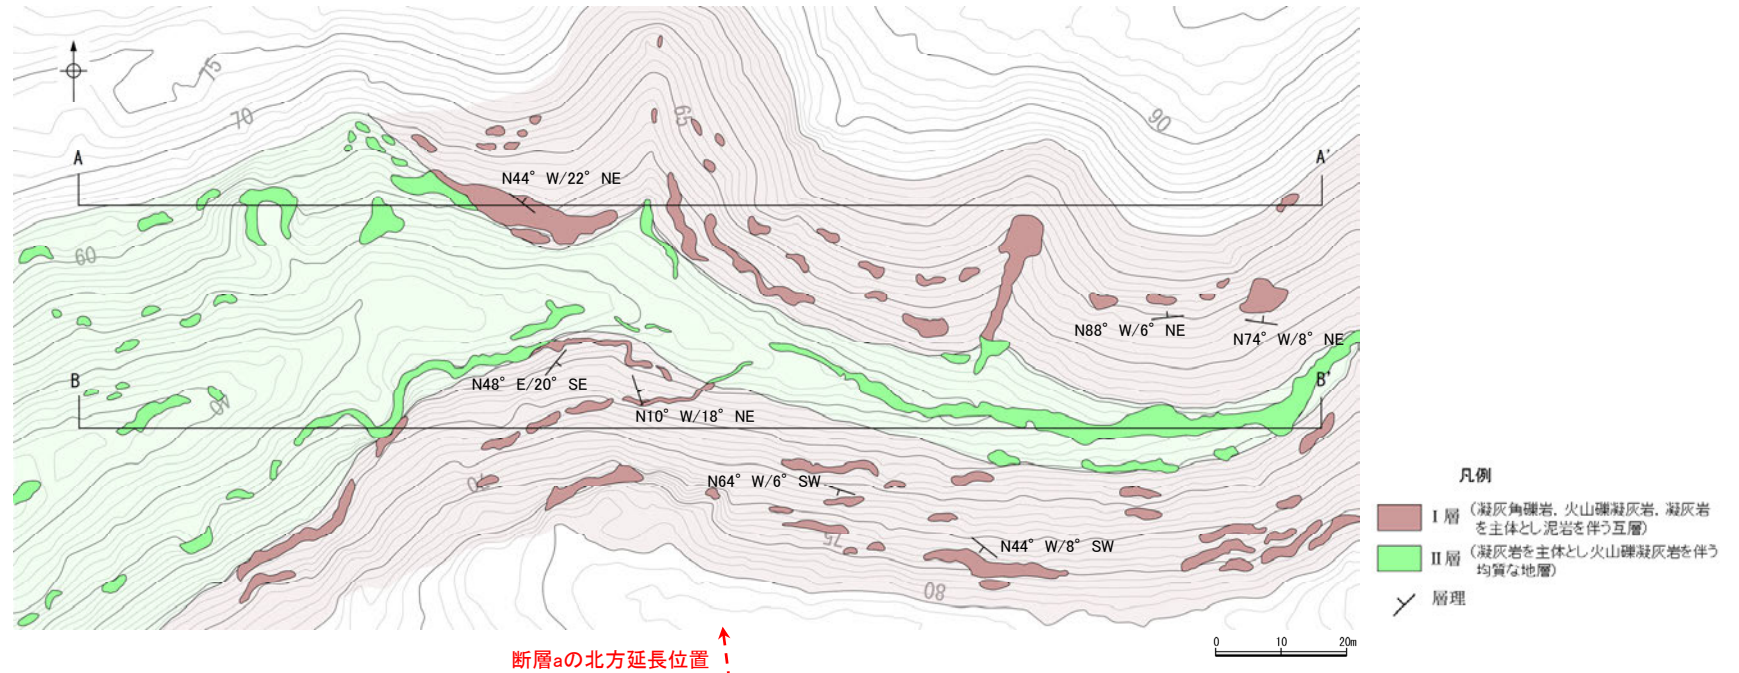 75
70
65
90
A
A'
N44° W/22° NE
60
N88° W/6° NE
N74° W/8° NE
B
B'
N48° E/20° SE
40
N10° W/18° NE
70
N64° W/6° SW
75
N44° W/8° SW
80
凡例
Ⅰ層 (凝灰角礫岩，火山礫凝灰岩，凝灰岩
を主体とし泥岩を伴う互層)
Ⅱ層 (凝灰岩を主体とし火山礫凝灰岩を伴う
均質な地層)
層理
0 10 20m
断層aの北方延長位置